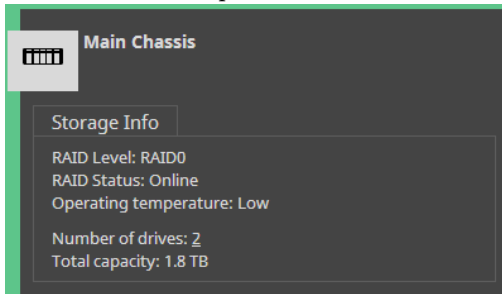 Main Chassis
Storage Info
RAID Level: RAID0
RAID Status: Online
Operating temperature: Low
Number of drives: 2
Total capacity: 1.8 TB